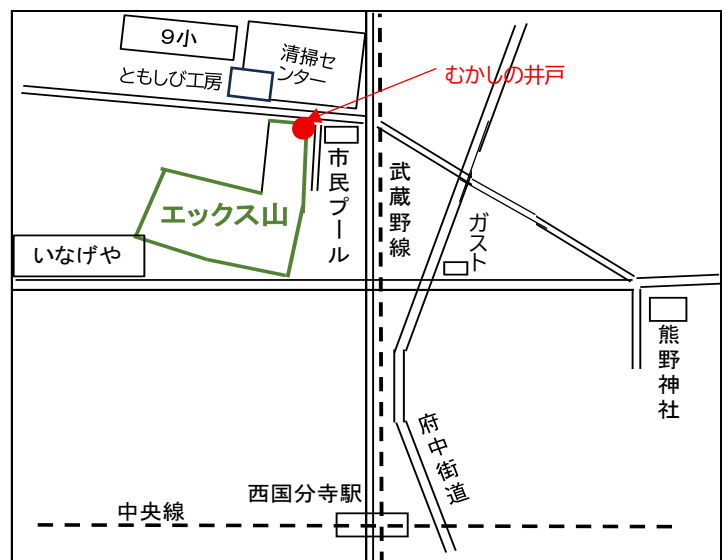 9小
清掃セ
ンター
ともしび工房
むかしの井戸
市民プール
武蔵野線
エックス山
ガスト
いなげや
熊野神社
府中街道
西国分寺駅
中央線